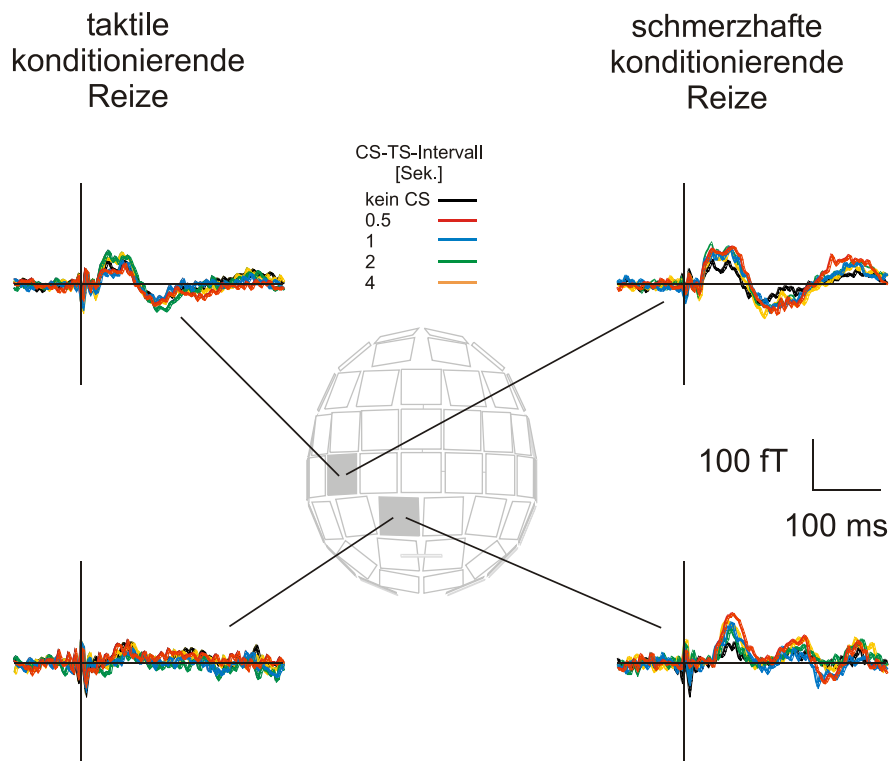 taktile
konditionierende
Reize
schmerzhafte
konditionierende
Reize
CS-TS-Intervall
[Sek.]
kein CS
0.5
1
2
4
100 fT
100 ms